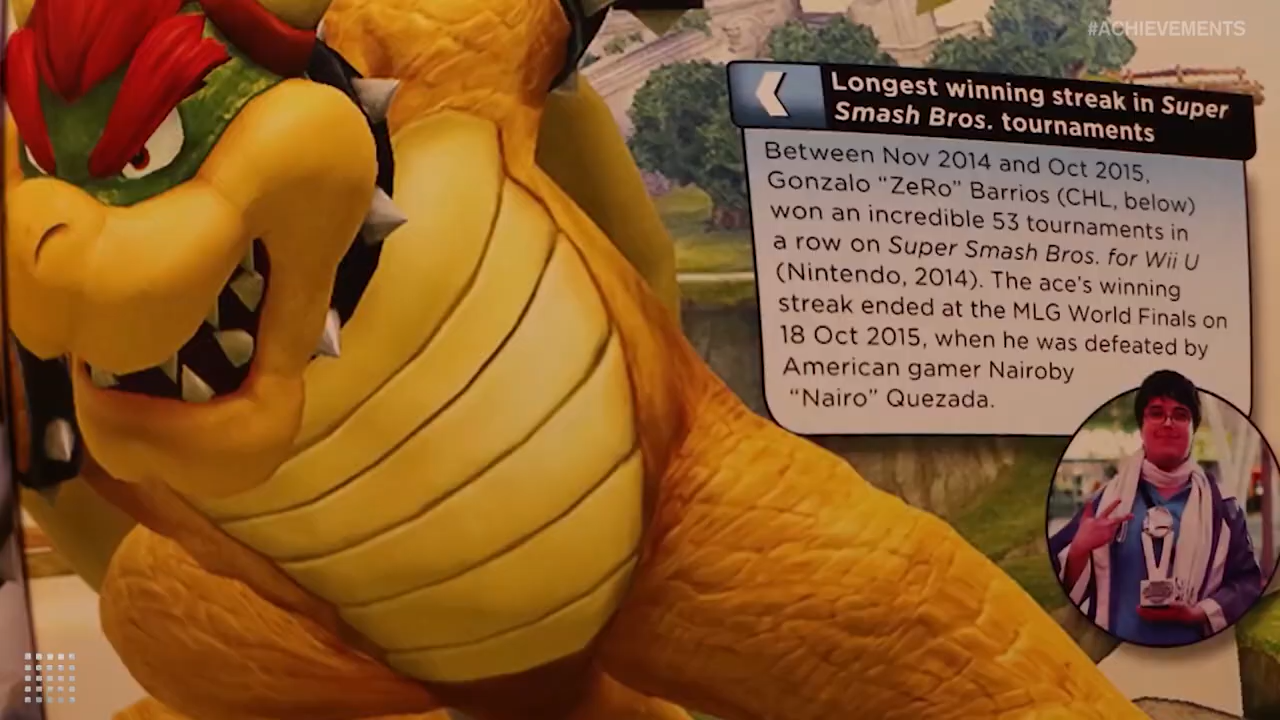 #ACHIEVEMENTS
Longest winning streak in Super
Smash Bros. tournaments
Between Nov 2014 and Oct 2015,
Gonzalo “ZeRo” Barrios (CHL, below)
won an incredible 53 tournaments in
a row on Super Smash Bros. for Wii U
(Nintendo, 2014). The ace’s winning
streak ended at the MLG World Finals on
18 Oct 2015, when he was defeated by
American gamer Nairoby
“Nairo” Quezada.